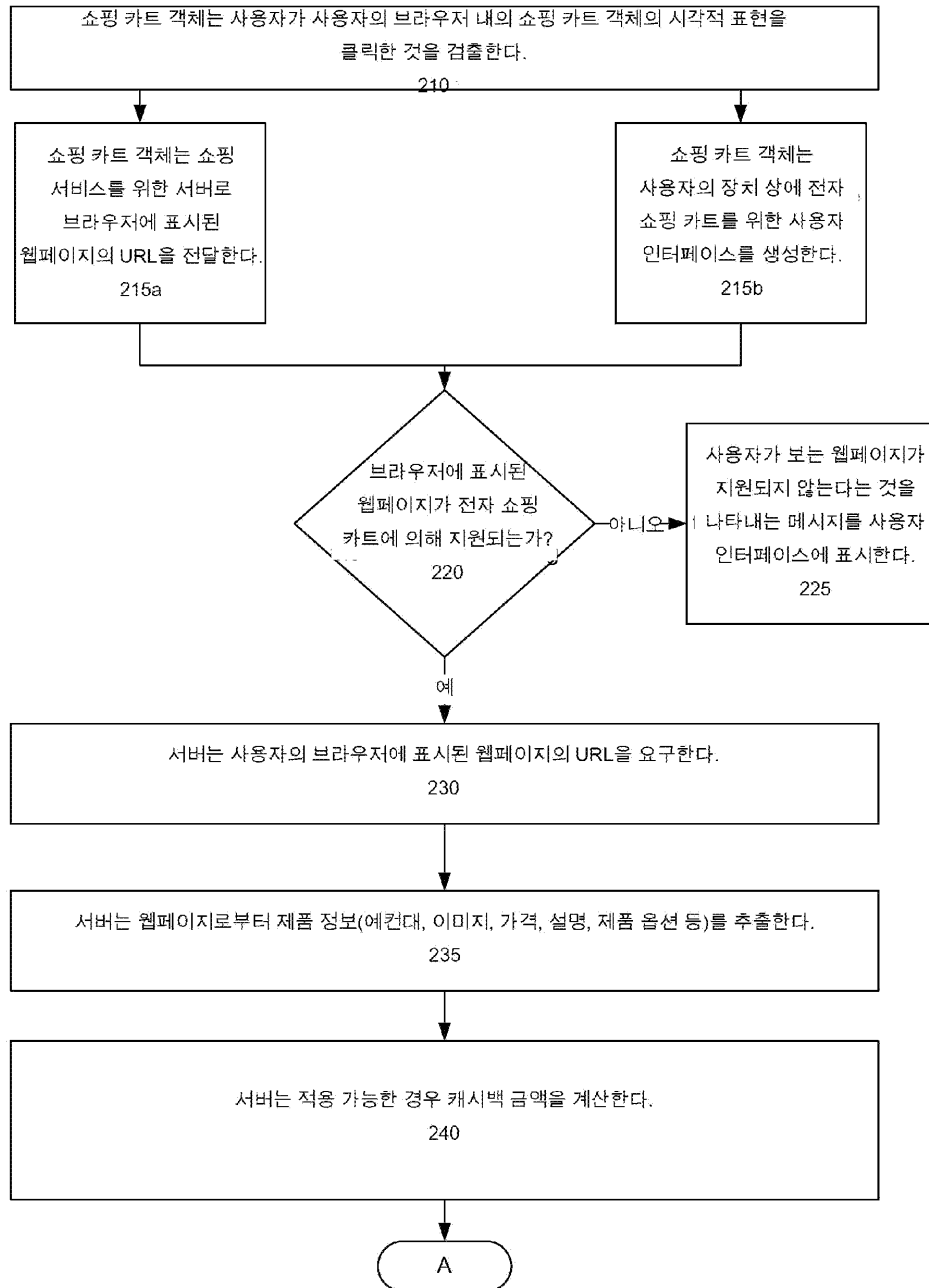 쇼핑 카트 객체는 사용자가 사용자의 브라우저 내의 쇼핑 카트 객체의 시각적 표현을
클릭한 것을 검출한다.
210
쇼핑 카트 객체는 쇼핑
서비스를 위한 서버로
브라우저에 표시된
웹페이지의 URL을 전달한다.
215a
쇼핑 카트 객체는
사용자의 장치 상에 전자
쇼핑 카트를 위한 사용자
인터페이스를 생성한다.
215b
브라우저에 표시된
웹페이지가 전자 쇼핑
카트에 의해 지원되는가?
220
아니오
사용자가 보는 웹페이지가
지원되지 않는다는 것을
나타내는 메시지를 사용자
인터페이스에 표시한다.
225
예
서버는 사용자의 브라우저에 표시된 웹페이지의 URL을 요구한다.
230
서버는 웹페이지로부터 제품 정보(예컨대, 이미지, 가격, 설명, 제품 옵션 등)를 추출한다.
235
서버는 적용 가능한 경우 캐시백 금액을 계산한다.
240
A